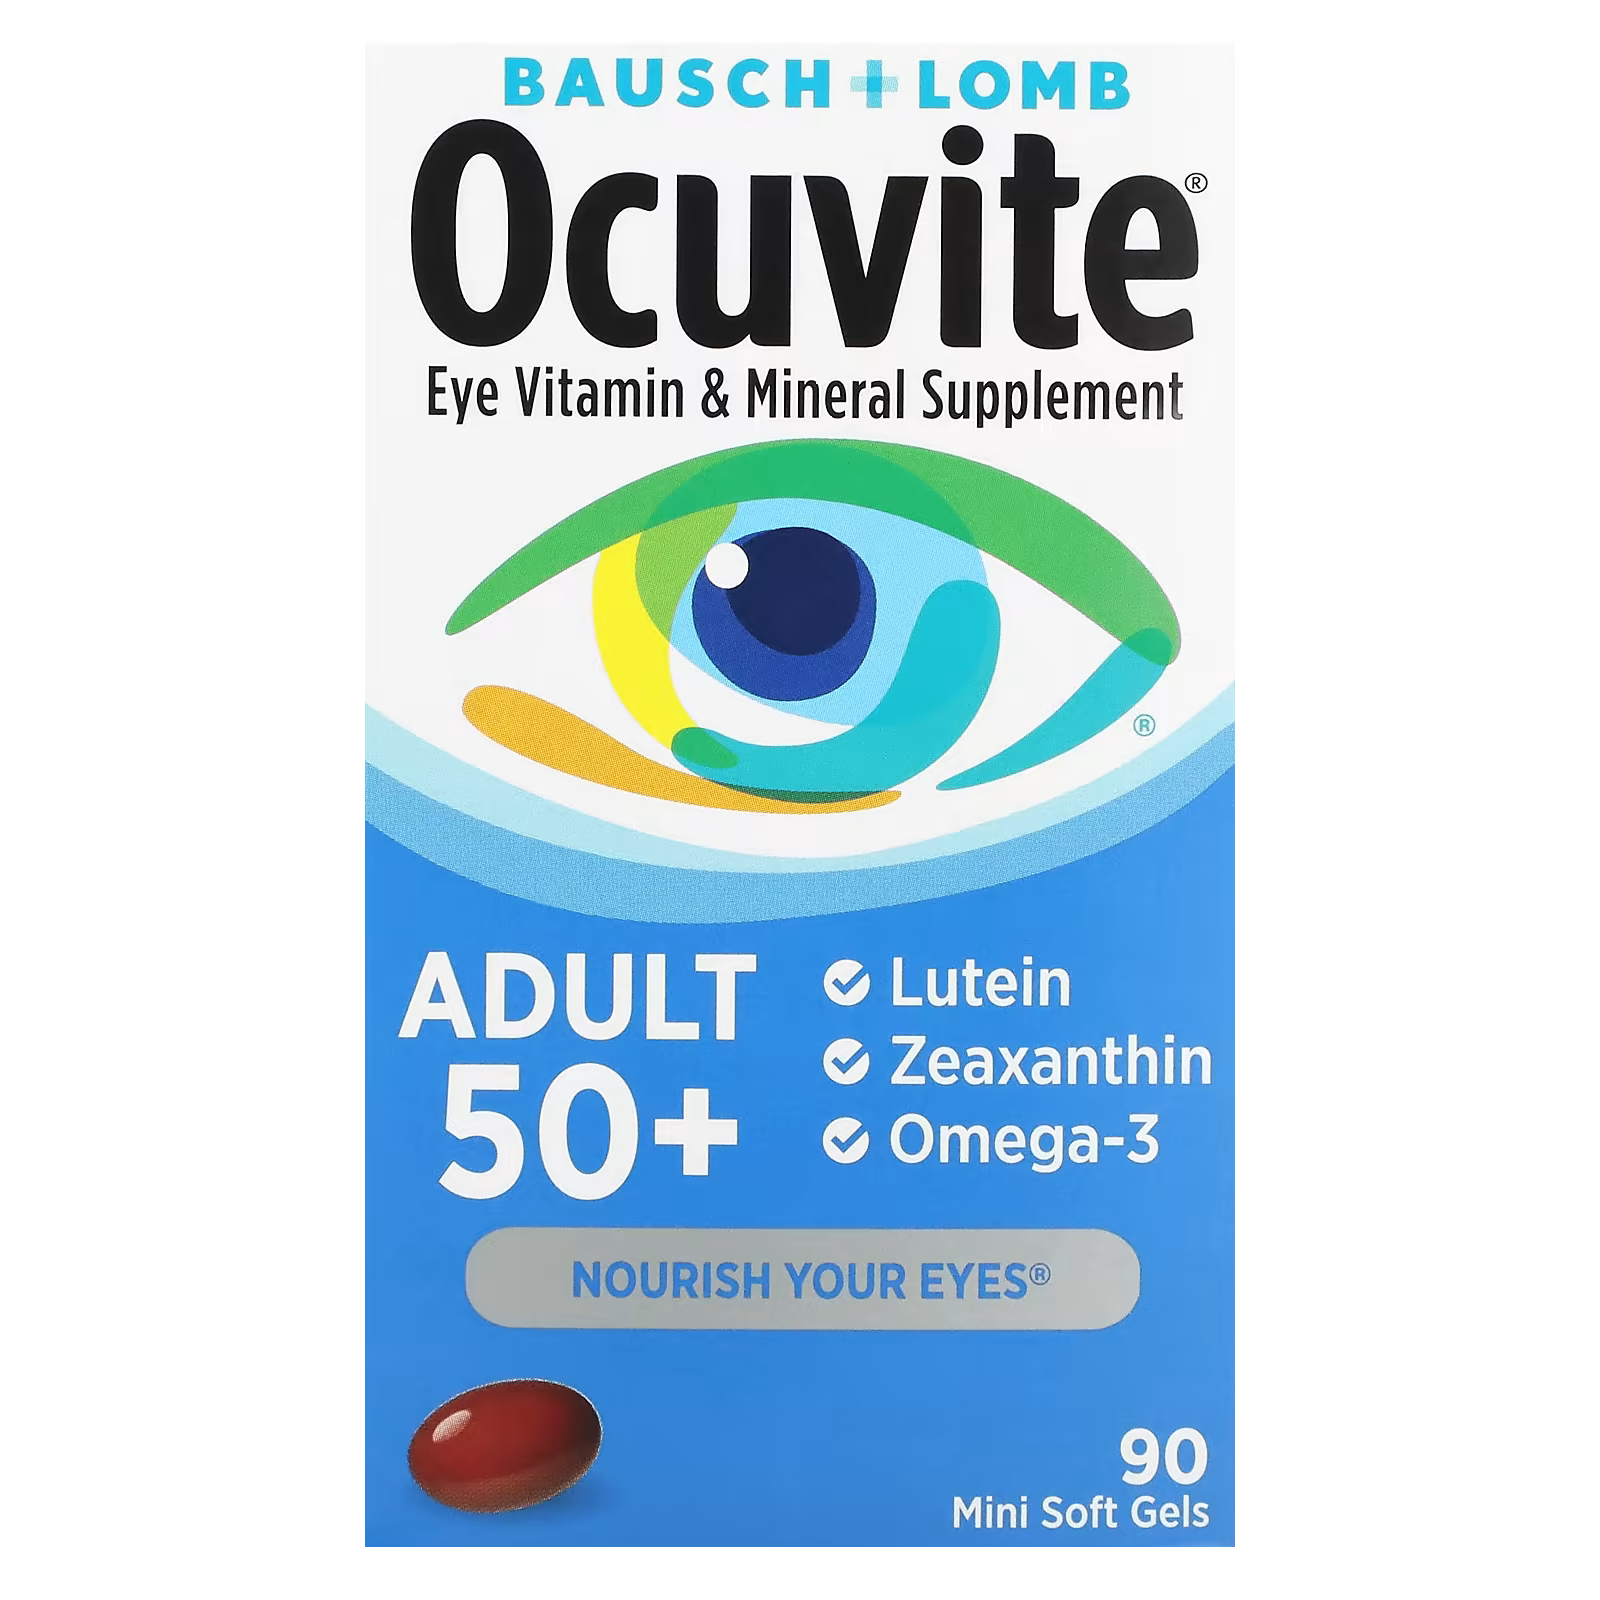 BAUSCH + LOMB
Ocuvite®
Eye Vitamin & Mineral Supplement
®
ADULT
50+
Lutein
Zeaxanthin
Omega-3
NOURISH YOUR EYES®
90
Mini Soft Gels